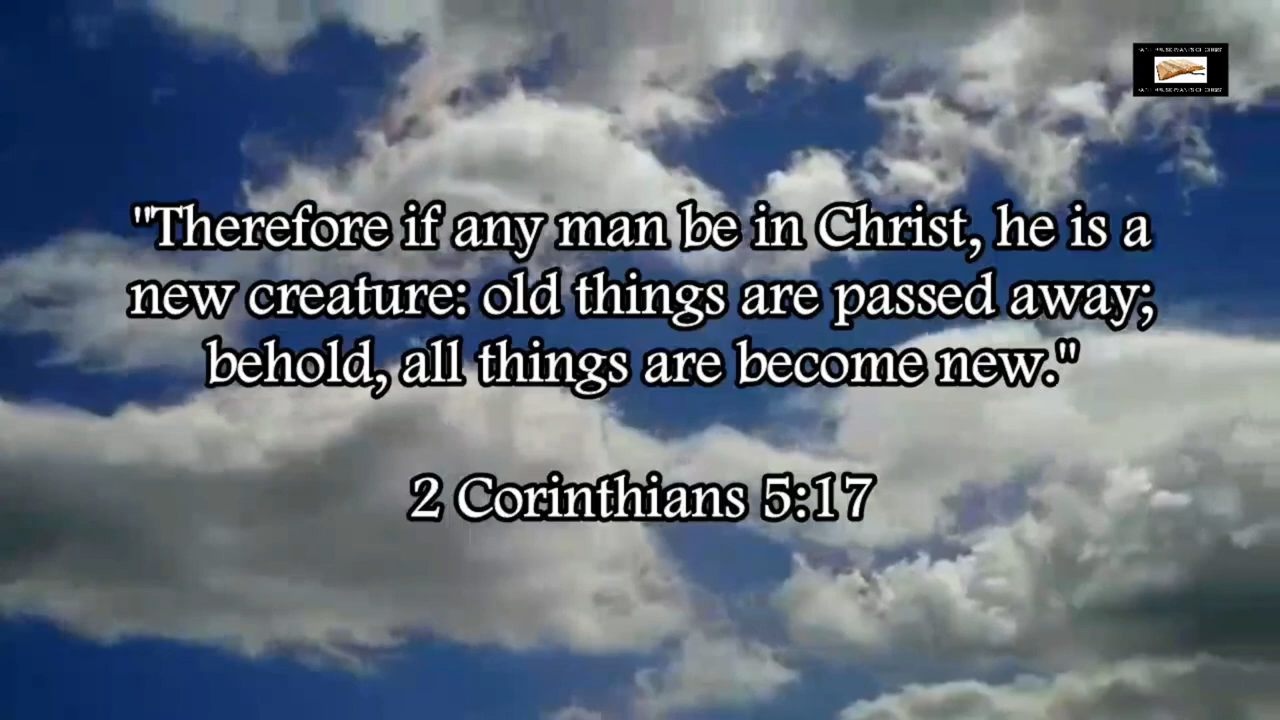 "Therefore if any man be in Christ, he is a
new creature: old things are passed away;
behold, all things are become new."
2 Corinthians 5:17